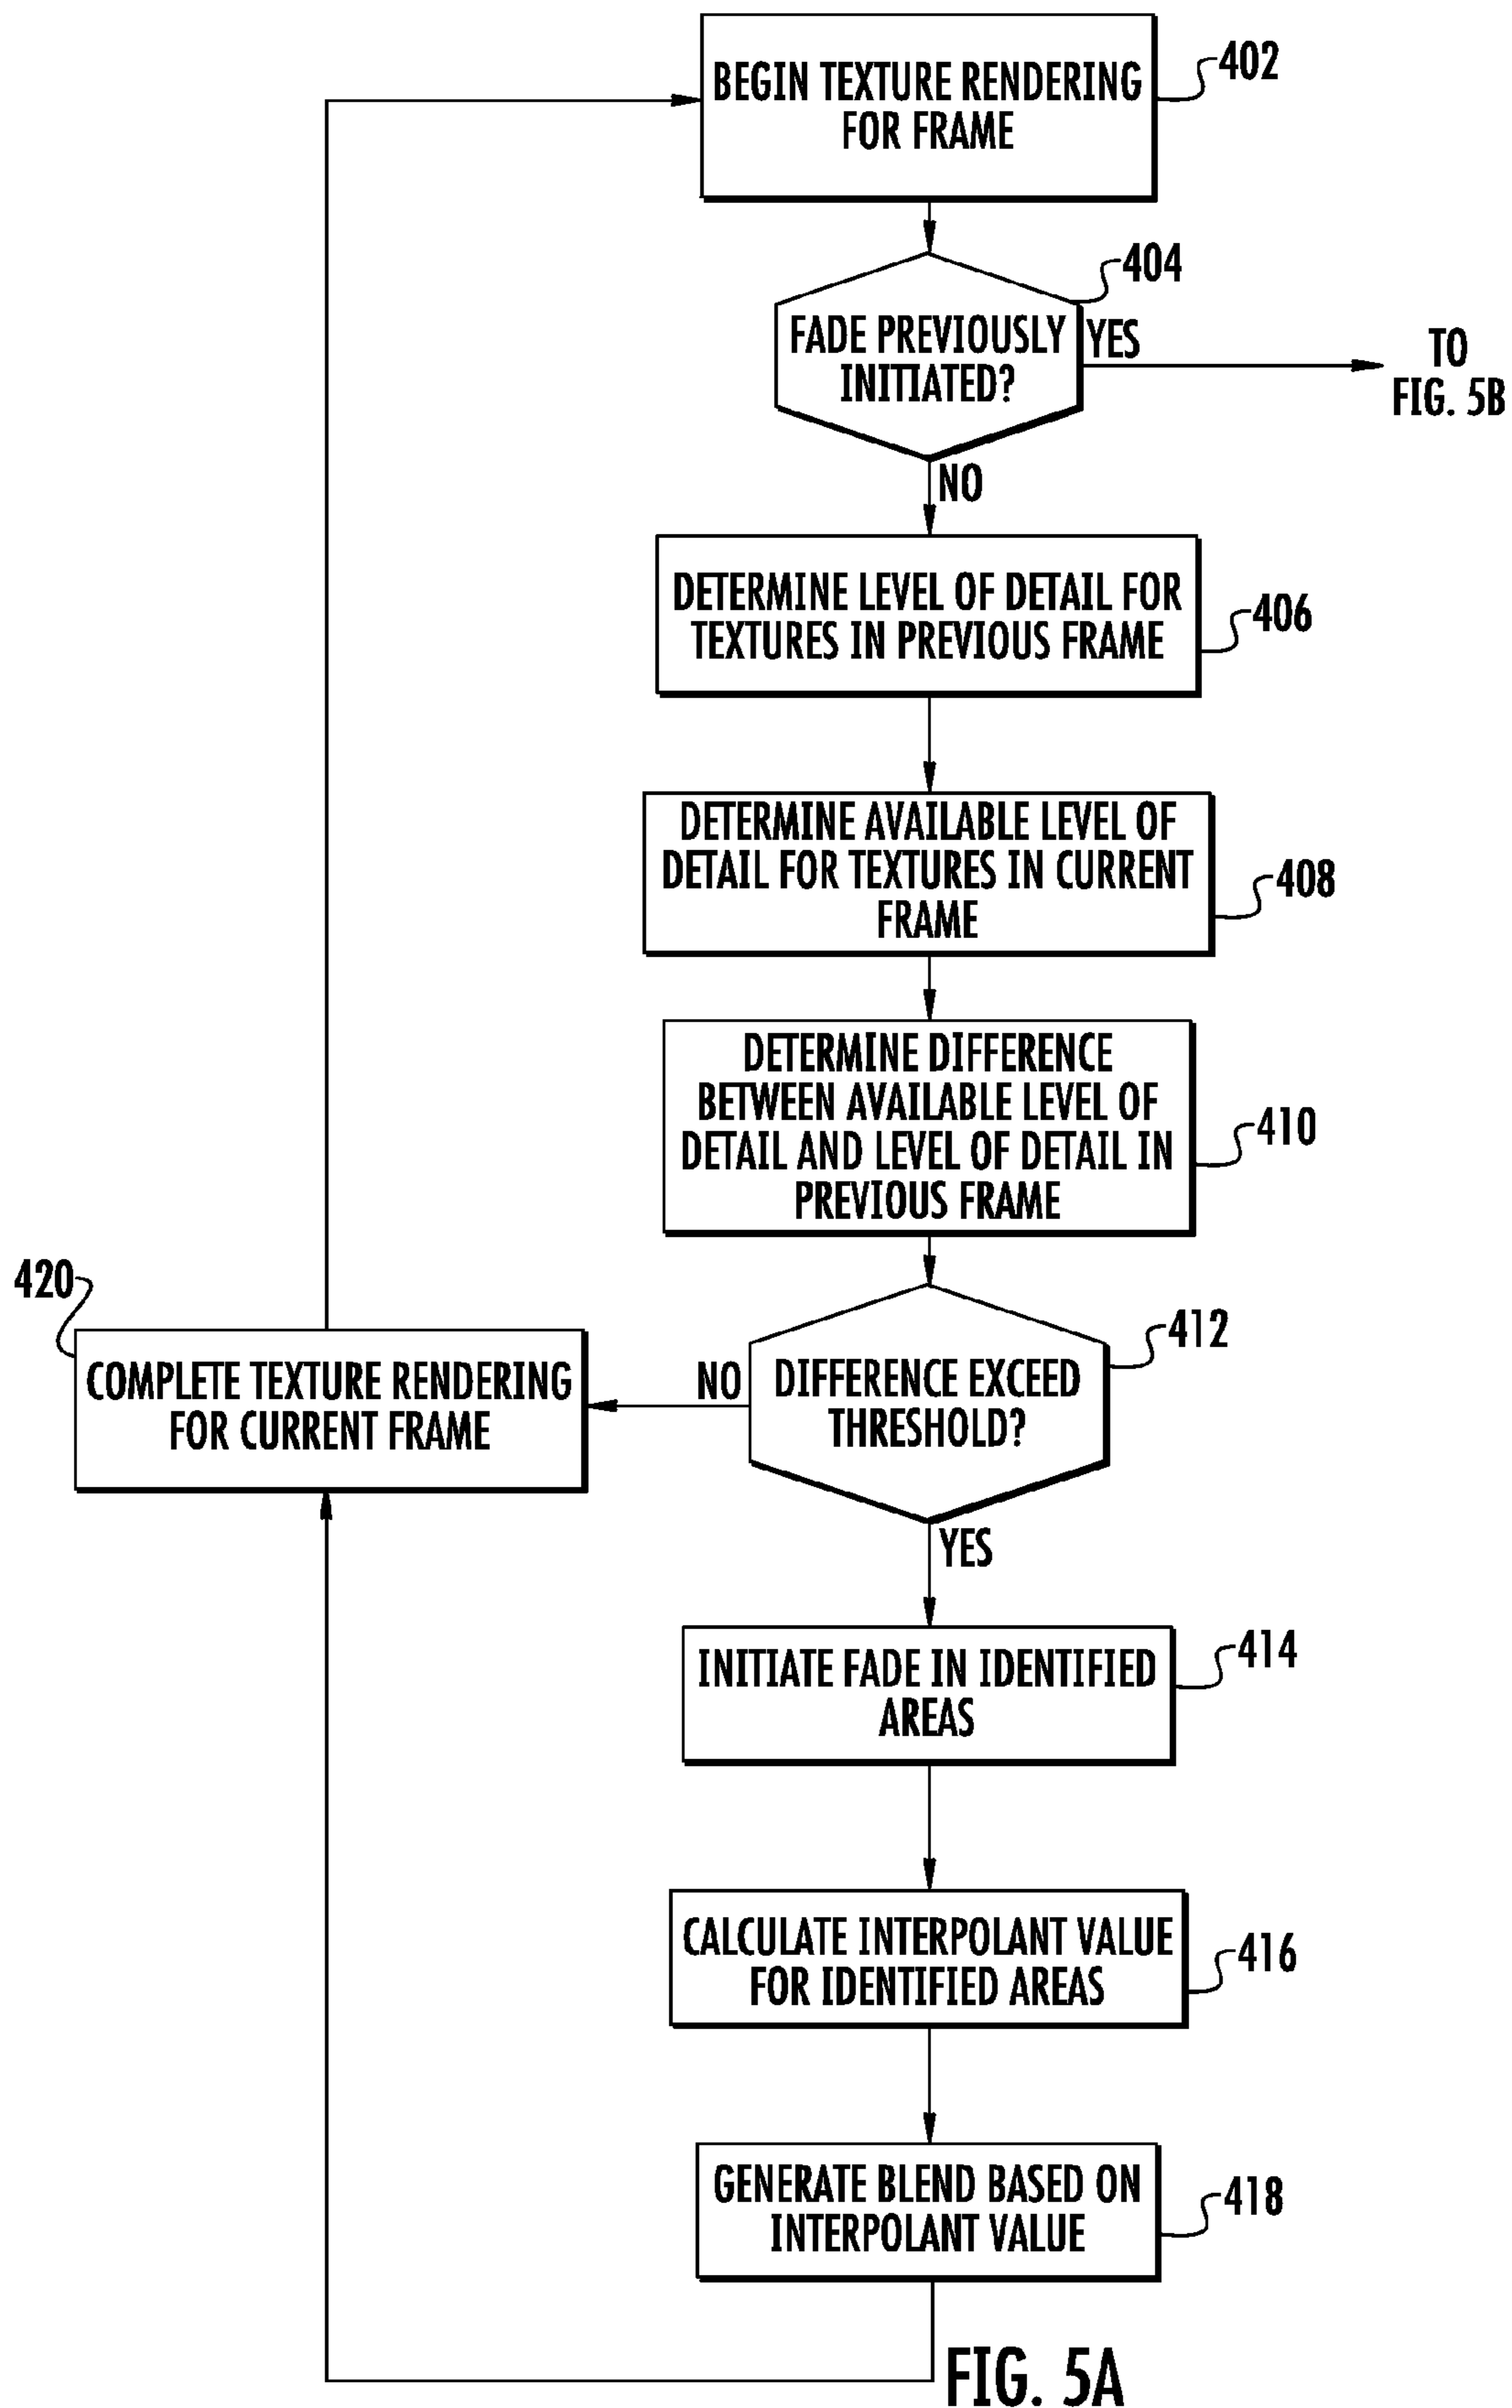 BEGIN TEXTURE RENDERING
FOR FRAME
402
404
FADE PREVIOUSLY
INITIATED?
YES
TO
FIG. 5B
NO
DETERMINE LEVEL OF DETAIL FOR
TEXTURES IN PREVIOUS FRAME
406
DETERMINE AVAILABLE LEVEL OF
DETAIL FOR TEXTURES IN CURRENT
FRAME
408
DETERMINE DIFFERENCE
BETWEEN AVAILABLE LEVEL OF
DETAIL AND LEVEL OF DETAIL IN
PREVIOUS FRAME
410
420
COMPLETE TEXTURE RENDERING
FOR CURRENT FRAME
NO
DIFFERENCE EXCEED
THRESHOLD?
412
YES
INITIATE FADE IN IDENTIFIED
AREAS
414
CALCULATE INTERPOLANT VALUE
FOR IDENTIFIED AREAS
416
GENERATE BLEND BASED ON
INTERPOLANT VALUE
418
FIG. 5A